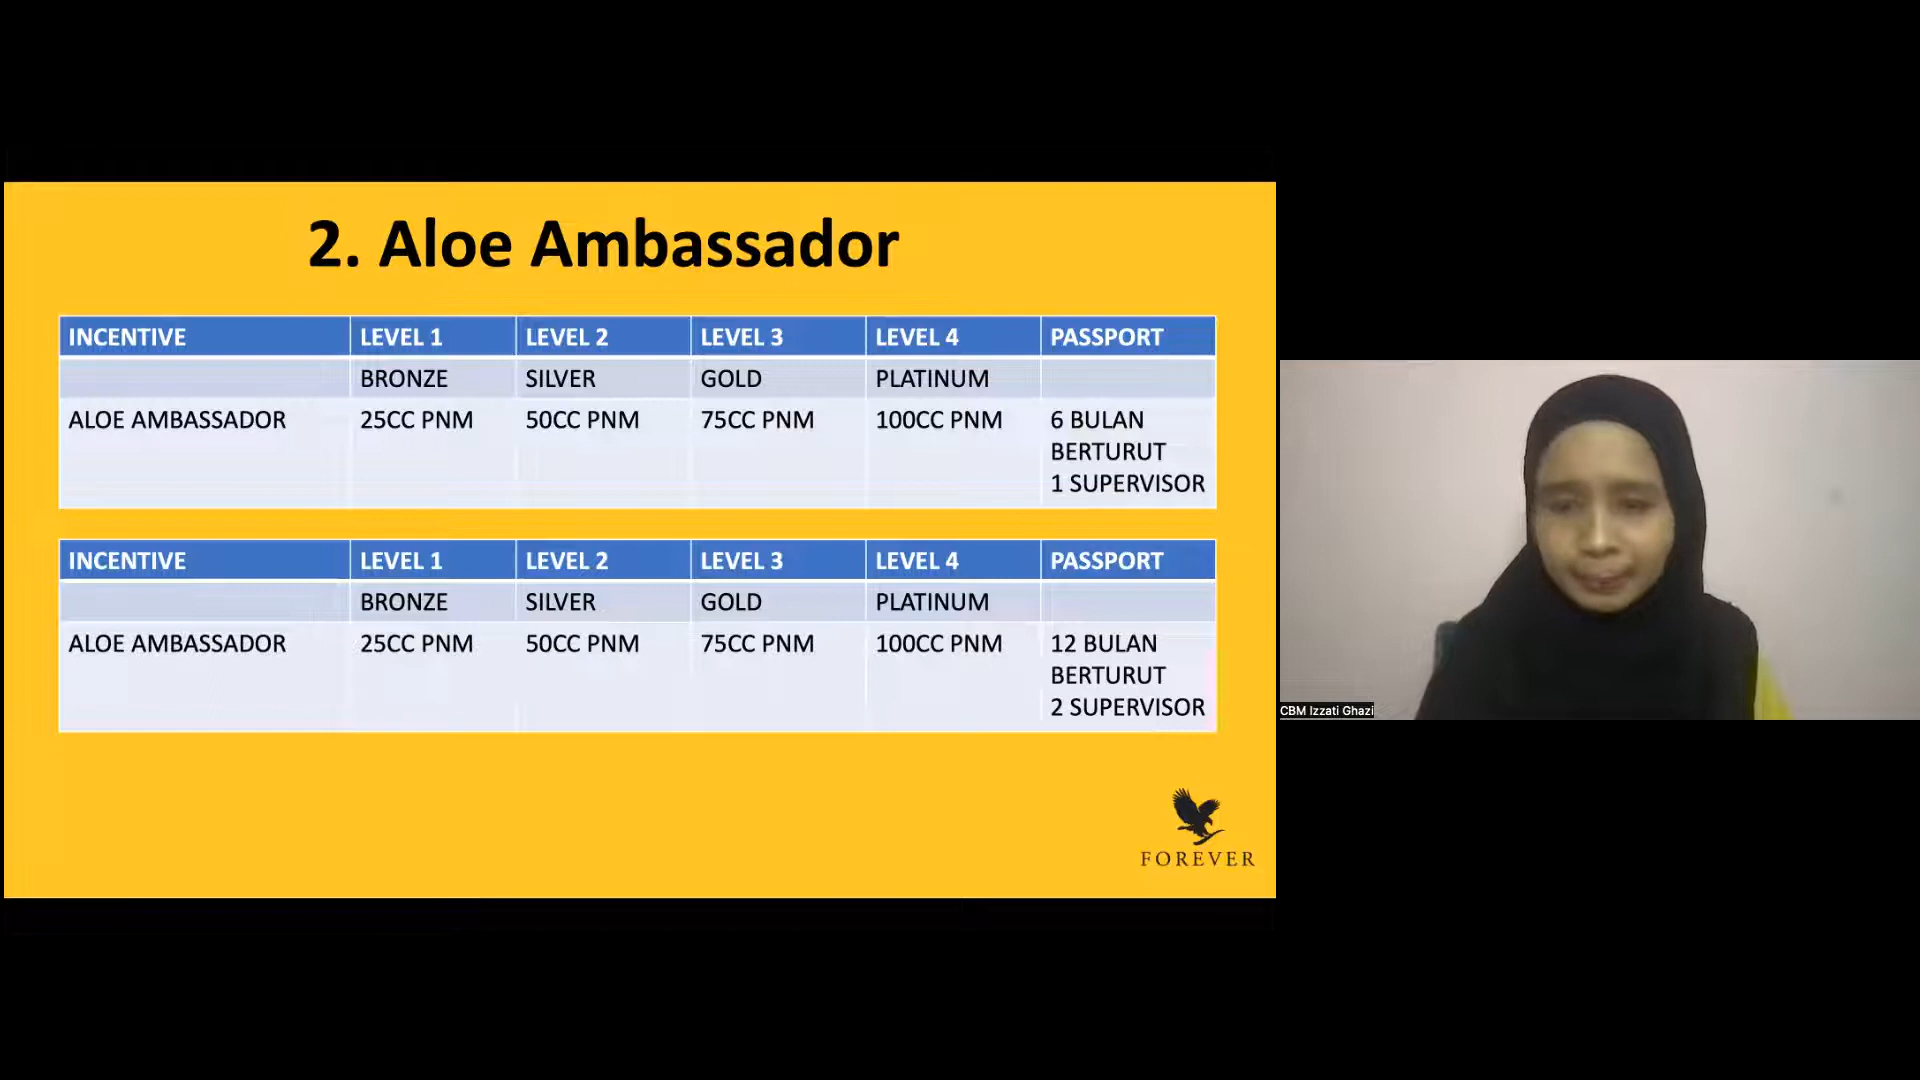 2. Aloe Ambassador
INCENTIVE LEVEL 1 LEVEL 2 LEVEL 3 LEVEL 4 PASSPORT
BRONZE SILVER GOLD PLATINUM
ALOE AMBASSADOR 25CC PNM 50CC PNM 75CC PNM 100CC PNM 6 BULAN
BERTURUT
1 SUPERVISOR
INCENTIVE LEVEL 1 LEVEL 2 LEVEL 3 LEVEL 4 PASSPORT
BRONZE SILVER GOLD PLATINUM
ALOE AMBASSADOR 25CC PNM 50CC PNM 75CC PNM 100CC PNM 12 BULAN
BERTURUT
2 SUPERVISOR
FOREVER
CBM Izzati Ghazi